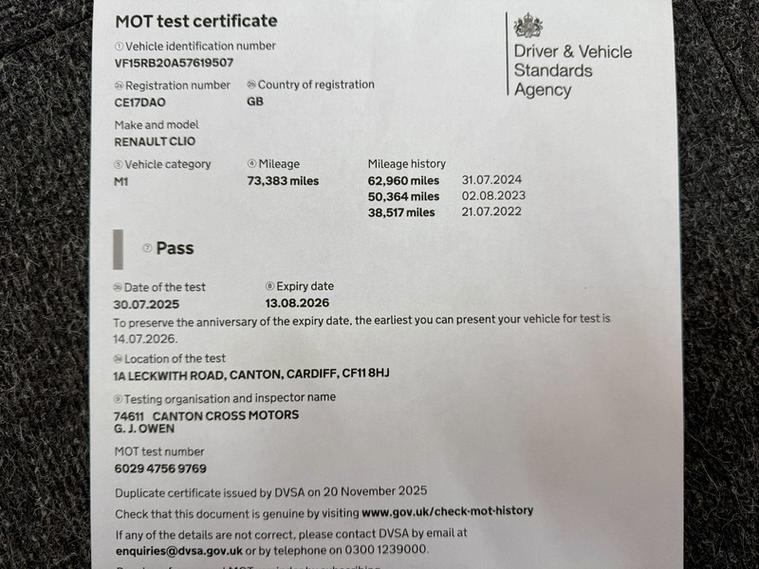 MOT test certificate
Driver & Vehicle
Standards
Agency
① Vehicle identification number
VF15RB20A57619507
Registration number Country of registration
CE17DAO GB
Make and model
RENAULT CLIO
⑤ Vehicle category ④ Mileage Mileage history
M1 73,383 miles 62,960 miles 31.07.2024
50,364 miles 02.08.2023
38,517 miles 21.07.2022
⑦ Pass
Date of the test ⑧ Expiry date
30.07.2025 13.08.2026
To preserve the anniversary of the expiry date, the earliest you can present your vehicle for test is
14.07.2026.
Location of the test
1A LECKWITH ROAD, CANTON, CARDIFF, CF11 8HJ
⑨ Testing organisation and inspector name
74611 CANTON CROSS MOTORS
G. J. OWEN
MOT test number
6029 4756 9769
Duplicate certificate issued by DVSA on 20 November 2025
Check that this document is genuine by visiting www.gov.uk/check-mot-history
If any of the details are not correct, please contact DVSA by email at
enquiries@dvsa.gov.uk or by telephone on 0300 1239000.